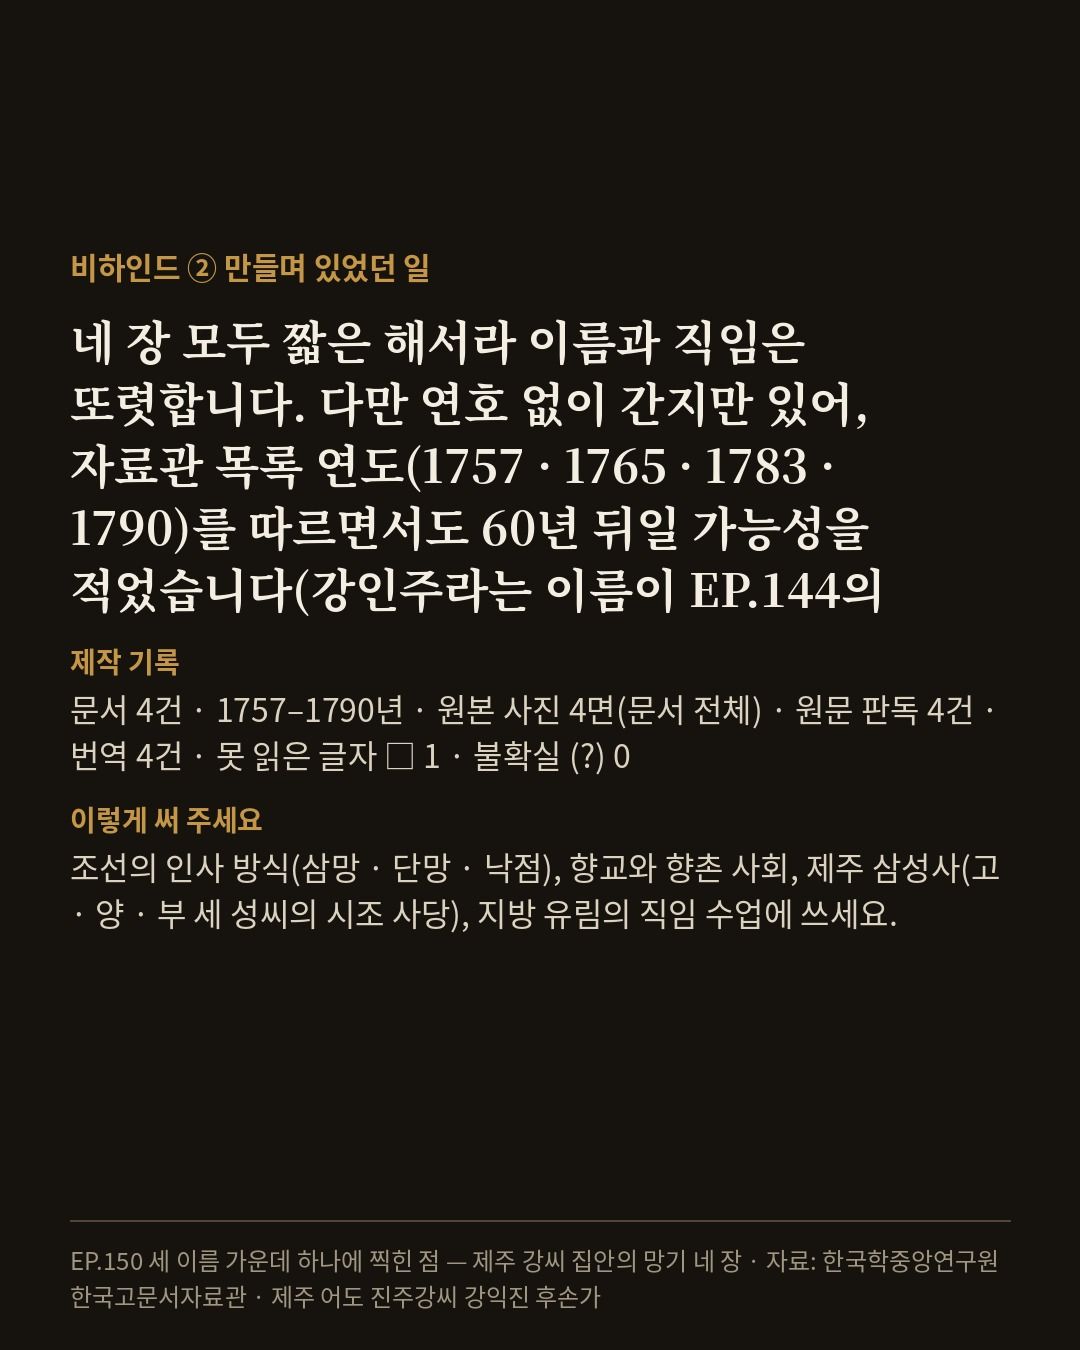 비하인드 ② 만들며 있었던 일
네 장 모두 짧은 해서라 이름과 직임은
또렷합니다. 다만 연호 없이 간지만 있어,
자료관 목록 연도(1757 · 1765 · 1783 ·
1790)를 따르면서도 60년 뒤일 가능성을
적었습니다(강인주라는 이름이 EP.144의
제작 기록
문서 4건 · 1757–1790년 · 원본 사진 4면(문서 전체) · 원문 판독 4건 ·
번역 4건 · 못 읽은 글자 □ 1 · 불확실 (?) 0
이렇게 써 주세요
조선의 인사 방식(삼망 · 단망 · 낙점), 향교와 향촌 사회, 제주 삼성사(고
· 양 · 부 세 성씨의 시조 사당), 지방 유림의 직임 수업에 쓰세요.
EP.150 세 이름 가운데 하나에 찍힌 점 — 제주 강씨 집안의 망기 네 장 · 자료: 한국학중앙연구원
한국고문서자료관 · 제주 어도 진주강씨 강익진 후손가